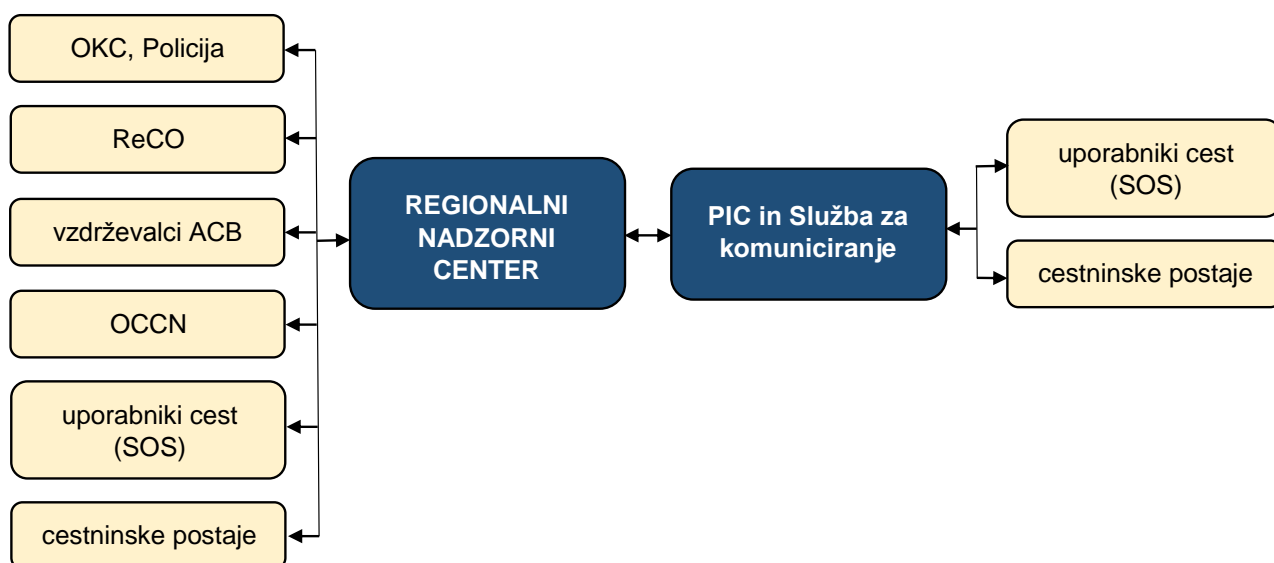 OKC, Policija
ReCO
vzdrževalci ACB
OCCN
uporabniki cest
(SOS)
cestninske postaje
REGIONALNI
NADZORNI
CENTER
PIC in Služba za
komuniciranje
uporabniki cest
(SOS)
cestninske postaje